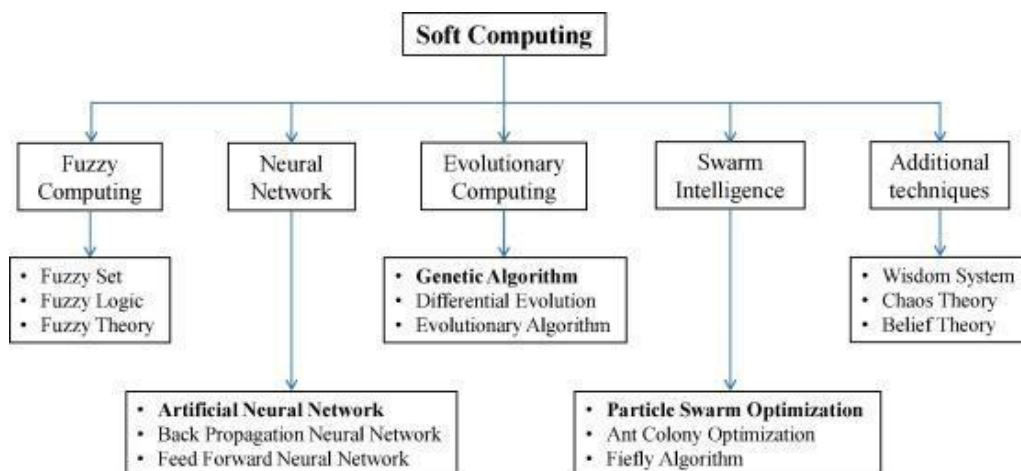 Soft Computing
Fuzzy
Computing
Neural
Network
Evolutionary
Computing
Swarm
Intelligence
Additional
techniques
• Fuzzy Set
• Fuzzy Logic
• Fuzzy Theory
• Genetic Algorithm
• Differential Evolution
• Evolutionary Algorithm
• Wisdom System
• Chaos Theory
• Belief Theory
• Artificial Neural Network
• Back Propagation Neural Network
• Feed Forward Neural Network
• Particle Swarm Optimization
• Ant Colony Optimization
• Fiefly Algorithm